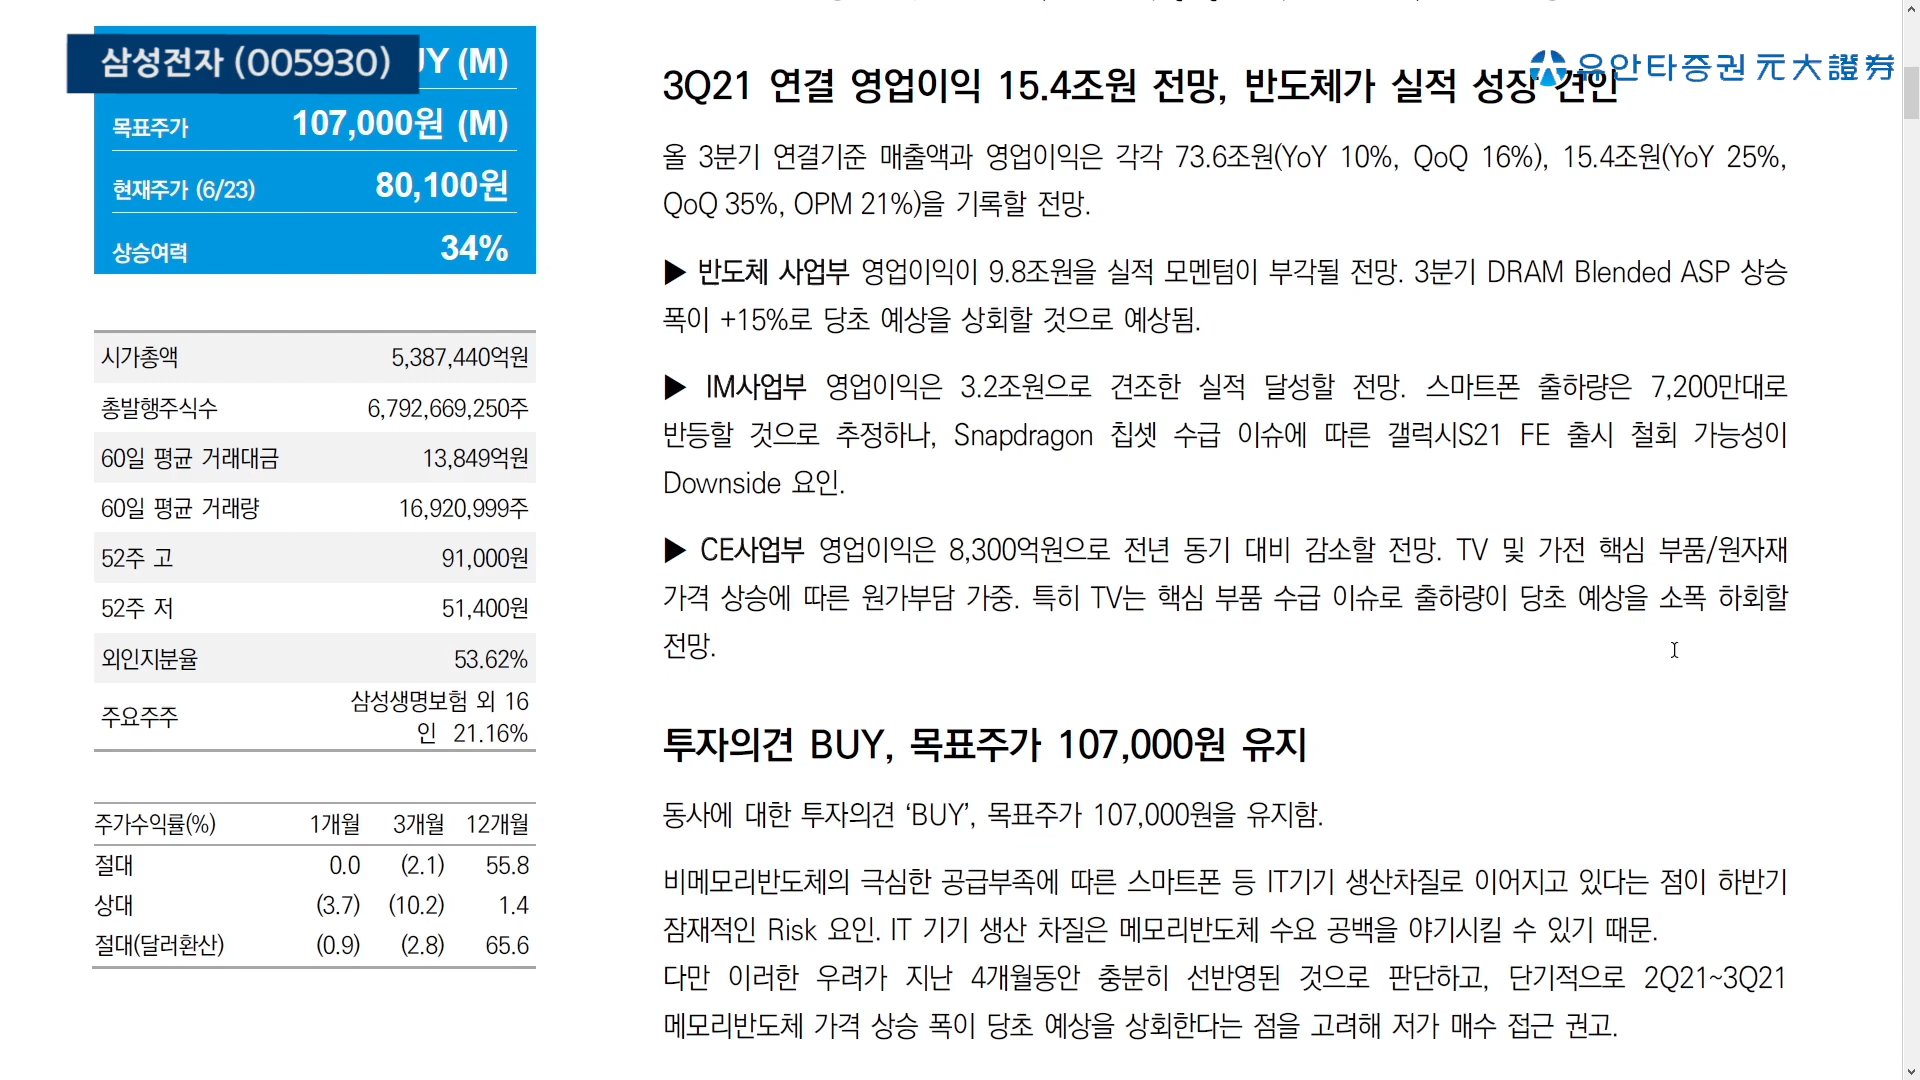 삼성전자 (005930)
UY (M)
목표주가 107,000원 (M)
현재주가 (6/23) 80,100원
상승여력 34%
시가총액 5,387,440억원
총발행주식수 6,792,669,250주
60일 평균 거래대금 13,849억원
60일 평균 거래량 16,920,999주
52주 고 91,000원
52주 저 51,400원
외인지분율 53.62%
주요주주 삼성생명보험 외 16
인 21.16%
주가수익률(%) 1개월 3개월 12개월
절대 0.0 (2.1) 55.8
상대 (3.7) (10.2) 1.4
절대(달러환산) (0.9) (2.8) 65.6
유안타증권 元大證券
3Q21 연결 영업이익 15.4조원 전망, 반도체가 실적 성장 견인
올 3분기 연결기준 매출액과 영업이익은 각각 73.6조원(YoY 10%, QoQ 16%), 15.4조원(YoY 25%,
QoQ 35%, OPM 21%)을 기록할 전망.
▶ 반도체 사업부 영업이익이 9.8조원을 실적 모멘텀이 부각될 전망. 3분기 DRAM Blended ASP 상승
폭이 +15%로 당초 예상을 상회할 것으로 예상됨.
▶ IM사업부 영업이익은 3.2조원으로 견조한 실적 달성할 전망. 스마트폰 출하량은 7,200만대로
반등할 것으로 추정하나, Snapdragon 칩셋 수급 이슈에 따른 갤럭시S21 FE 출시 철회 가능성이
Downside 요인.
▶ CE사업부 영업이익은 8,300억원으로 전년 동기 대비 감소할 전망. TV 및 가전 핵심 부품/원자재
가격 상승에 따른 원가부담 가중. 특히 TV는 핵심 부품 수급 이슈로 출하량이 당초 예상을 소폭 하회할
전망.
투자의견 BUY, 목표주가 107,000원 유지
동사에 대한 투자의견 ‘BUY’, 목표주가 107,000원을 유지함.
비메모리반도체의 극심한 공급부족에 따른 스마트폰 등 IT기기 생산차질로 이어지고 있다는 점이 하반기
잠재적인 Risk 요인. IT 기기 생산 차질은 메모리반도체 수요 공백을 야기시킬 수 있기 때문.
다만 이러한 우려가 지난 4개월동안 충분히 선반영된 것으로 판단하고, 단기적으로 2Q21~3Q21
메모리반도체 가격 상승 폭이 당초 예상을 상회한다는 점을 고려해 저가 매수 접근 권고.